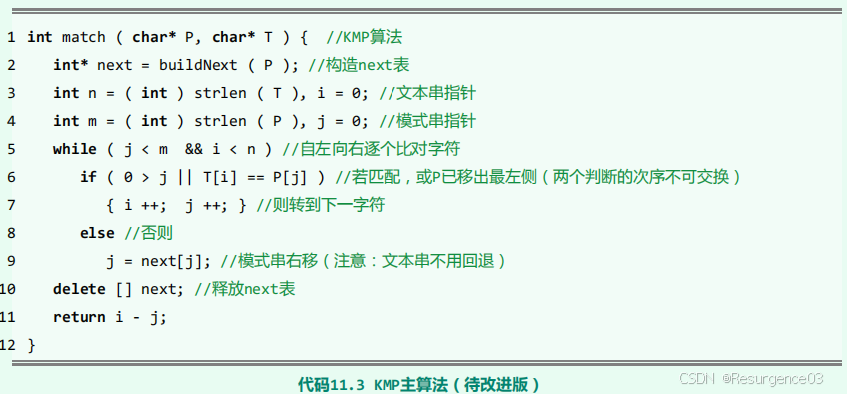 1 int match ( char* P, char* T ) {  //KMP算法
2    int* next = buildNext ( P ); //构造next表
3    int n = ( int ) strlen ( T ), i = 0; //文本串指针
4    int m = ( int ) strlen ( P ), j = 0; //模式串指针
5    while ( j < m  && i < n ) //自左向右逐个比对字符
6       if ( 0 > j || T[i] == P[j] ) //若匹配，或P已移出最左侧（两个判断的次序不可交换）
7          { i ++;  j ++; } //则转到下一字符
8       else //否则
9          j = next[j]; //模式串右移（注意：文本串不用回退）
10    delete [] next; //释放next表
11    return i - j;
12 }
代码11.3 KMP主算法（待改进版）
CSDN @Resurgence03